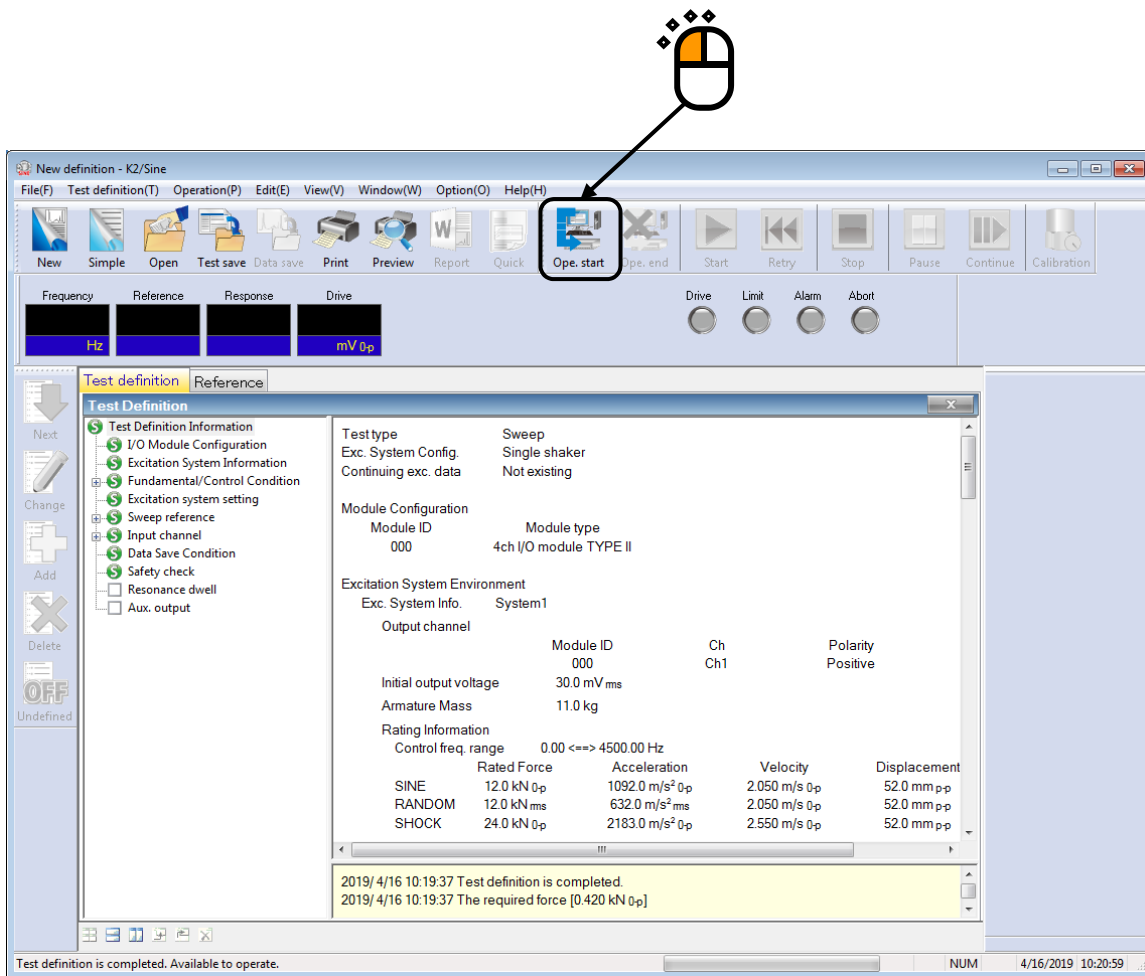 New definition - K2/Sine
File(F) Test definition(T) Operation(P) Edit(E) View(V) Window(W) Option(O) Help(H)
New Simple Open Test save Data save Print Preview Report Quick Ope. start Ope. end Start Retry Stop Pause Continue Calibration
Frequency Reference Response Drive Drive Limit Alarm Abort
Hz mV 0-p
Test definition Reference
Next
Change
Add
Delete
OFF
Undefined
Test Definition
Test Definition Information
I/O Module Configuration
Excitation System Information
Fundamental/Control Condition
Excitation system setting
Sweep reference
Input channel
Data Save Condition
Safety check
Resonance dwell
Aux. output
Test type Sweep
Exc. System Config. Single shaker
Continuing exc. data Not existing
Module Configuration
Module ID Module type
000 4ch I/O module TYPE II
Excitation System Environment
Exc. System Info. System1
Output channel
Module ID Ch Polarity
000 Ch1 Positive
Initial output voltage 30.0 mV rms
Armature Mass 11.0 kg
Rating Information
Control freq. range 0.00 <==> 4500.00 Hz
Rated Force Acceleration Velocity Displacement
SINE 12.0 kN 0-p 1092.0 m/s² 0-p 2.050 m/s 0-p 52.0 mm p-p
RANDOM 12.0 kN rms 632.0 m/s² rms 2.050 m/s 0-p 52.0 mm p-p
SHOCK 24.0 kN 0-p 2183.0 m/s² 0-p 2.550 m/s 0-p 52.0 mm p-p
2019/ 4/16 10:19:37 Test definition is completed.
2019/ 4/16 10:19:37 The required force [0.420 kN 0-p]
Test definition is completed. Available to operate. NUM 4/16/2019 10:20:59